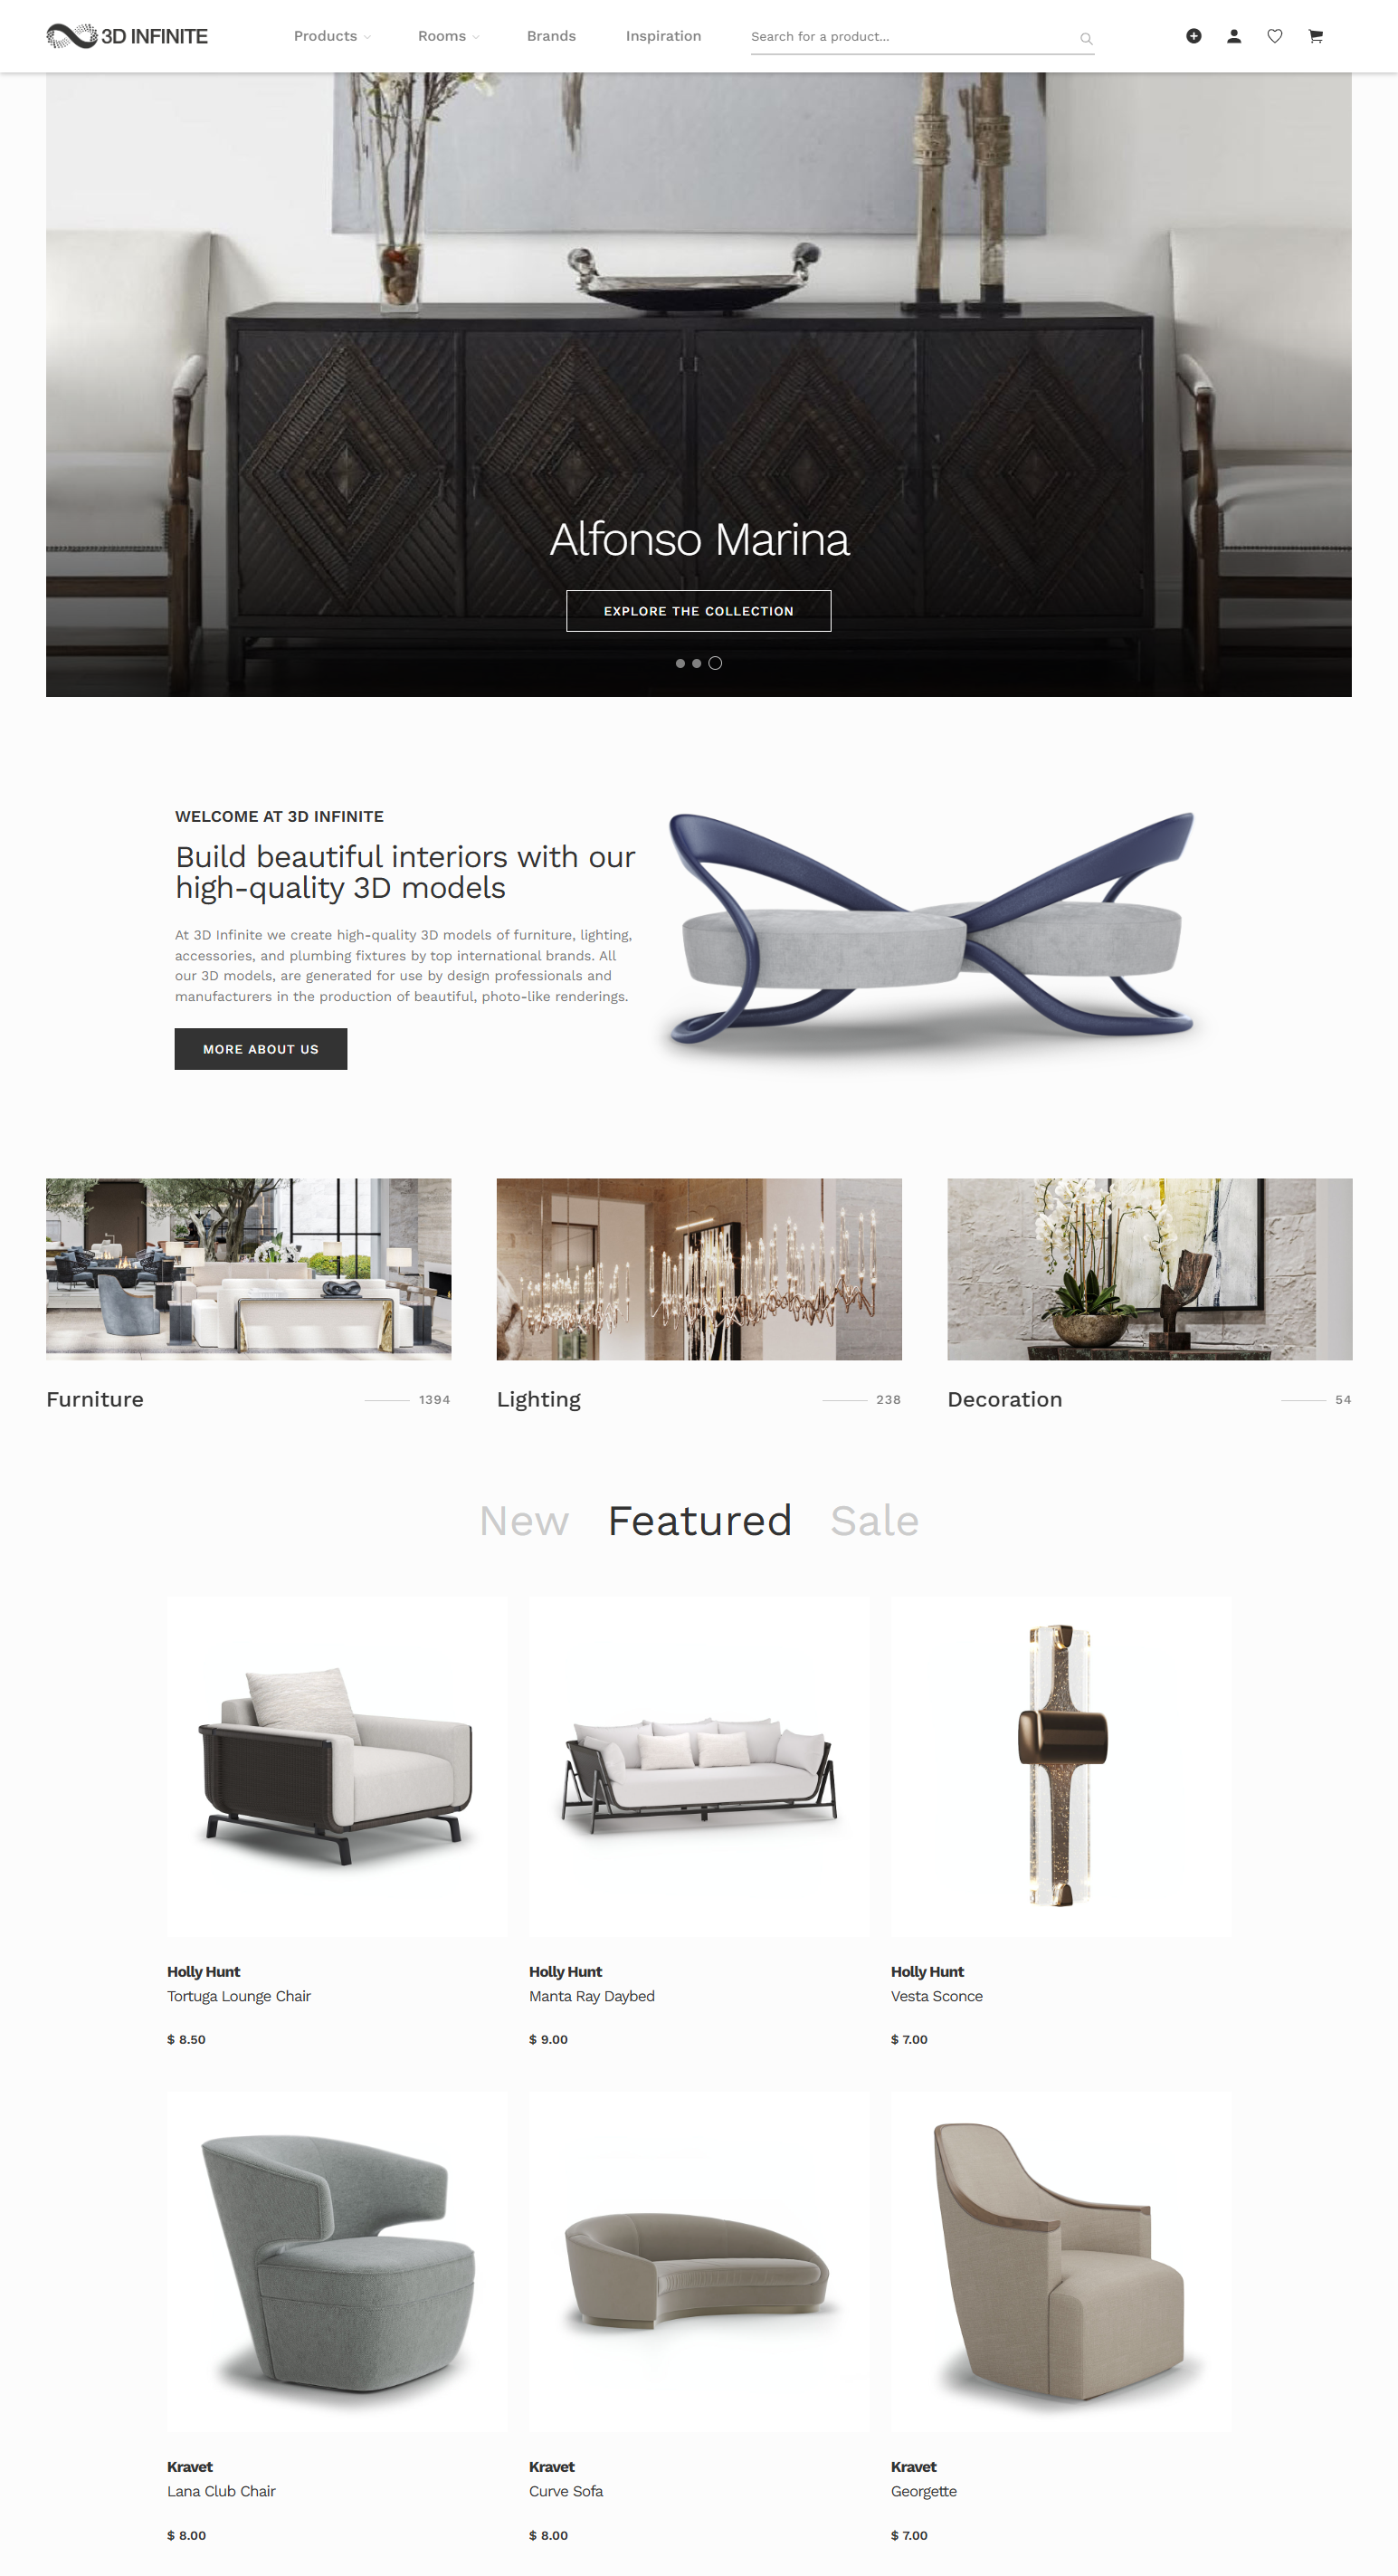 3D INFINITE
Products
Rooms
Brands
Inspiration
Search for a product...
Alfonso Marina
EXPLORE THE COLLECTION
WELCOME AT 3D INFINITE
Build beautiful interiors with our
high-quality 3D models
At 3D Infinite we create high-quality 3D models of furniture, lighting,
accessories, and plumbing fixtures by top international brands. All
our 3D models, are generated for use by design professionals and
manufacturers in the production of beautiful, photo-like renderings.
MORE ABOUT US
Furniture
1394
Lighting
238
Decoration
54
New
Featured
Sale
Holly Hunt
Tortuga Lounge Chair
$ 8.50
Holly Hunt
Manta Ray Daybed
$ 9.00
Holly Hunt
Vesta Sconce
$ 7.00
Kravet
Lana Club Chair
$ 8.00
Kravet
Curve Sofa
$ 8.00
Kravet
Georgette
$ 7.00